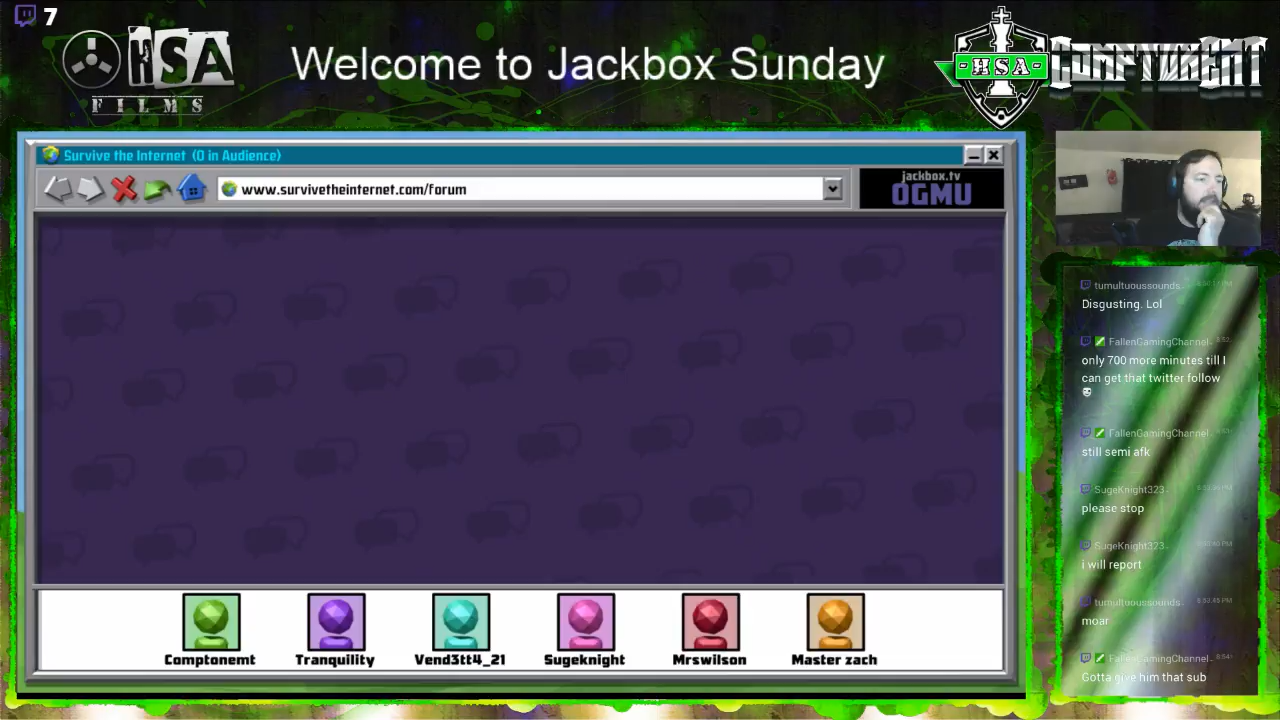 7
HSA
FILMS
Welcome to Jackbox Sunday
-HSA-
COMPTONEMT
Survive the Internet (0 in Audience)
www.survivetheinternet.com/forum
jackbox.tv
OGMU
tumultuoussounds
Disgusting. Lol
FallenGamingChannel
only 700 more minutes till I
can get that twitter follow
FallenGamingChannel
still semi afk
SugeKnight323
please stop
SugeKnight323
i will report
tumultuoussounds
moar
FallenGamingChannel
Gotta give him that sub
Comptonemt
Tranquility
Vend3tt4_21
Sugeknight
Mrswilson
Master zach